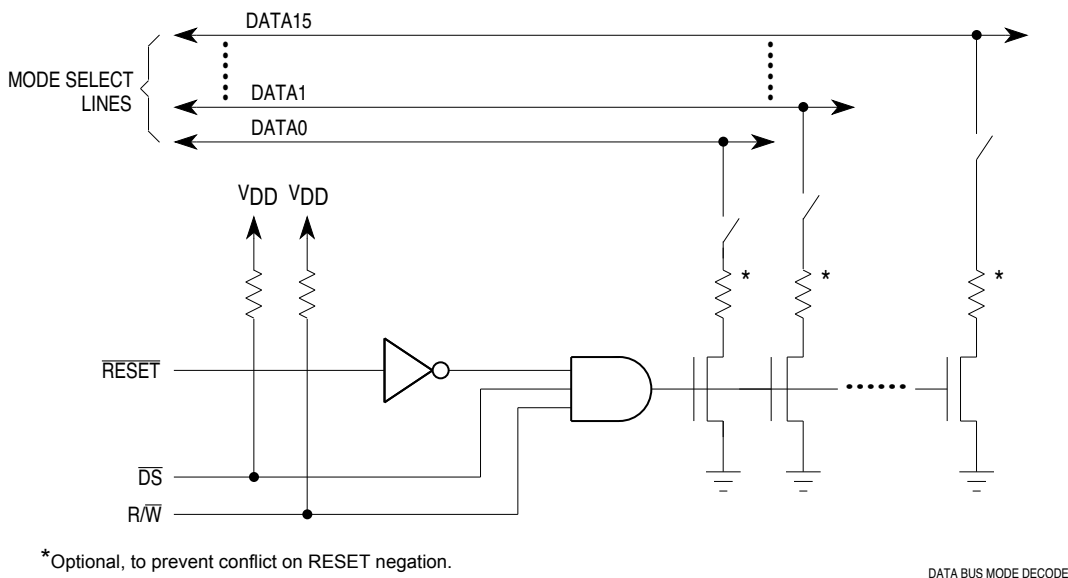 DATA15
MODE SELECT
LINES
DATA1
DATA0
VDD VDD
* * *
RESET
DS
R/W
*Optional, to prevent conflict on RESET negation.
DATA BUS MODE DECODE